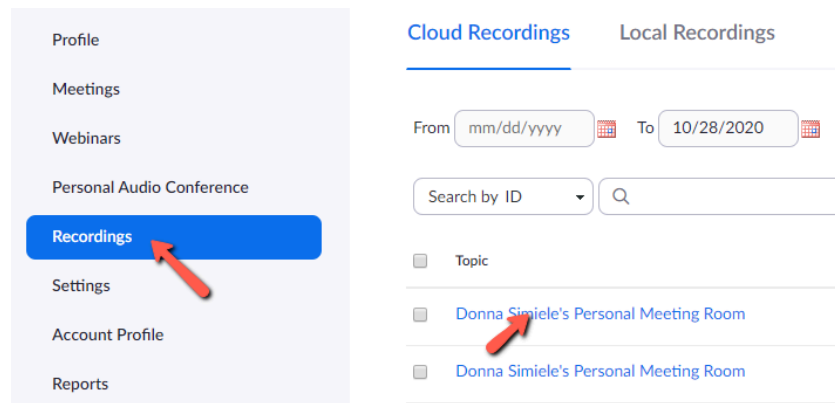 Profile
Meetings
Webinars
Personal Audio Conference
Recordings
Settings
Account Profile
Reports
Cloud Recordings Local Recordings
From mm/dd/yyyy To 10/28/2020
Search by ID
Topic
Donna Simiele's Personal Meeting Room
Donna Simiele's Personal Meeting Room